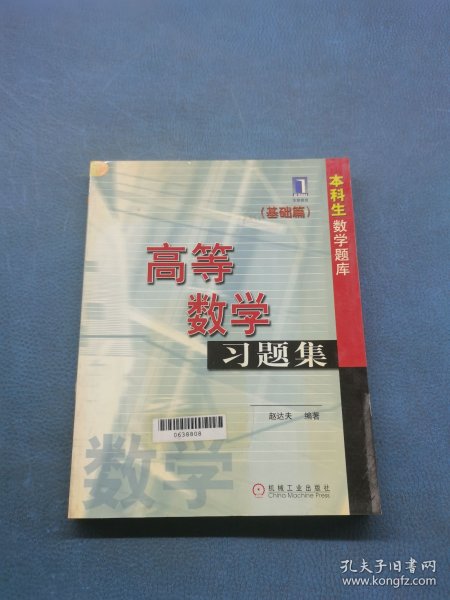 本科生数学题库
（基础篇）
高等
数学
习题集
赵达夫 编著
0636808
数学
机械工业出版社
China Machine Press
孔夫子旧书网
www.kongfz.com